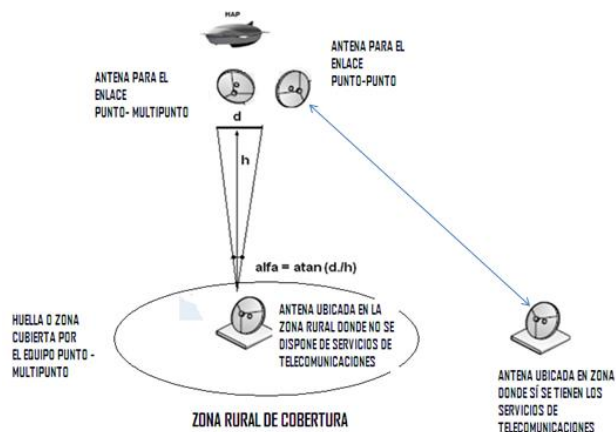 HAP
ANTENA PARA EL
ENLACE
PUNTO- MULTIPUNTO
ANTENA PARA EL
ENLACE
PUNTO-PUNTO
d
h
alfa = atan (d./h)
HUELLA O ZONA
CUBIERTA POR
EL EQUIPO PUNTO -
MULTIPUNTO
ANTENA UBICADA EN LA
ZONA RURAL DONDE NO SE
DISPONE DE SERVICIOS DE
TELECOMUNICACIONES
ANTENA UBICADA EN ZONA
DONDE SÍ SE TIENEN LOS
SERVICIOS DE
TELECOMUNICACIONES
ZONA RURAL DE COBERTURA